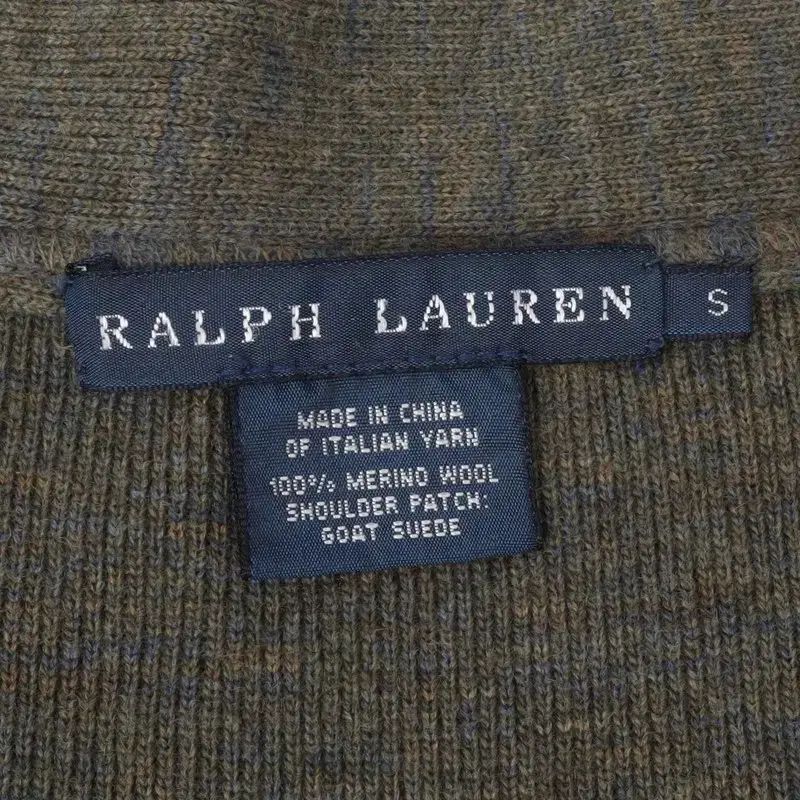 RALPH LAUREN S
MADE IN CHINA
OF ITALIAN YARN
100% MERINO WOOL
SHOULDER PATCH:
GOAT SUEDE